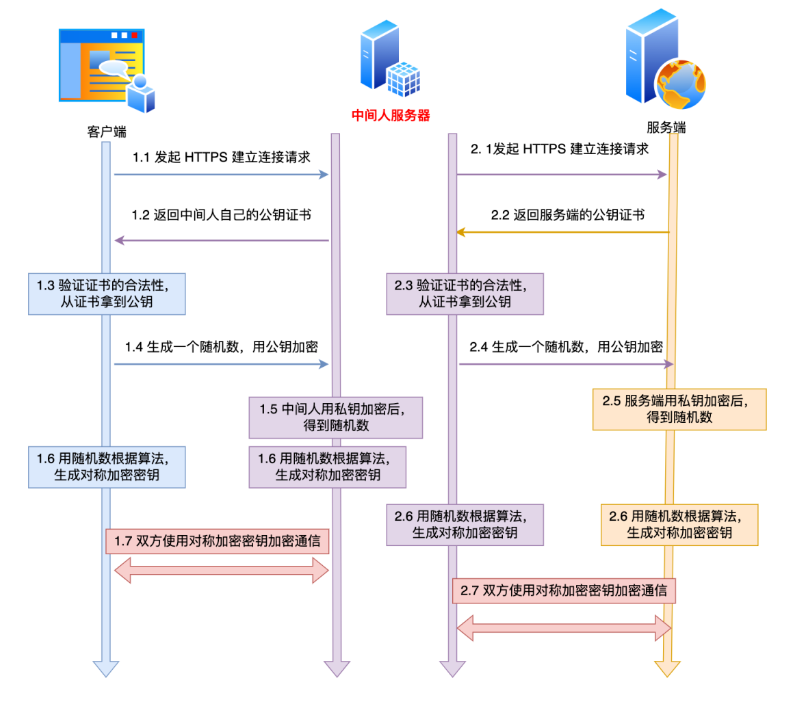 客户端
中间人服务器
服务端
1.1 发起 HTTPS 建立连接请求
2. 1发起 HTTPS 建立连接请求
1.2 返回中间人自己的公钥证书
2.2 返回服务端的公钥证书
1.3 验证证书的合法性，
从证书拿到公钥
2.3 验证证书的合法性，
从证书拿到公钥
1.4 生成一个随机数，用公钥加密
2.4 生成一个随机数，用公钥加密
1.5 中间人用私钥加密后，
得到随机数
2.5 服务端用私钥加密后，
得到随机数
1.6 用随机数根据算法，
生成对称加密密钥
1.6 用随机数根据算法，
生成对称加密密钥
2.6 用随机数根据算法，
生成对称加密密钥
2.6 用随机数根据算法，
生成对称加密密钥
1.7 双方使用对称加密密钥加密通信
2.7 双方使用对称加密密钥加密通信